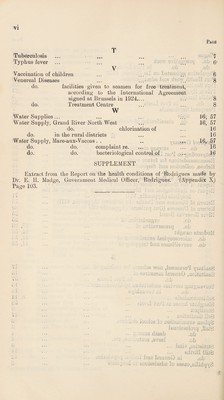 vi
PAGE
T
Tuberculosis ... ... ... ... 7
Typhus fever ... ... ... ... 6
V
Vaccination of children ... ... ... 6
Venereal Diseases ... ... ... 8
do. facilities given to seamen for free treatment,
according to the International Agreement
signed at Brussels in 1924... ... 8
do. Treatment Centre ... ... 8
W
Water Supplies ... ... ... ... 16, 57
Water Supply, Grand River North West ... ... 16, 57
do. do. chlorination of 16
do. in the rural districts ... ... 16
Water Supply, Mare-aux-Vacoas ... ... ... 16, 57
do. do. complaint re. ... 16
do. do. bacteriological control of 16
SUPPLEMENT
Extract from the Report on the health conditions of Rodrigues made by
Dr. E. B. Madge, Government Medical Officer, Rodrigues. (Appendix X)
Page 103.